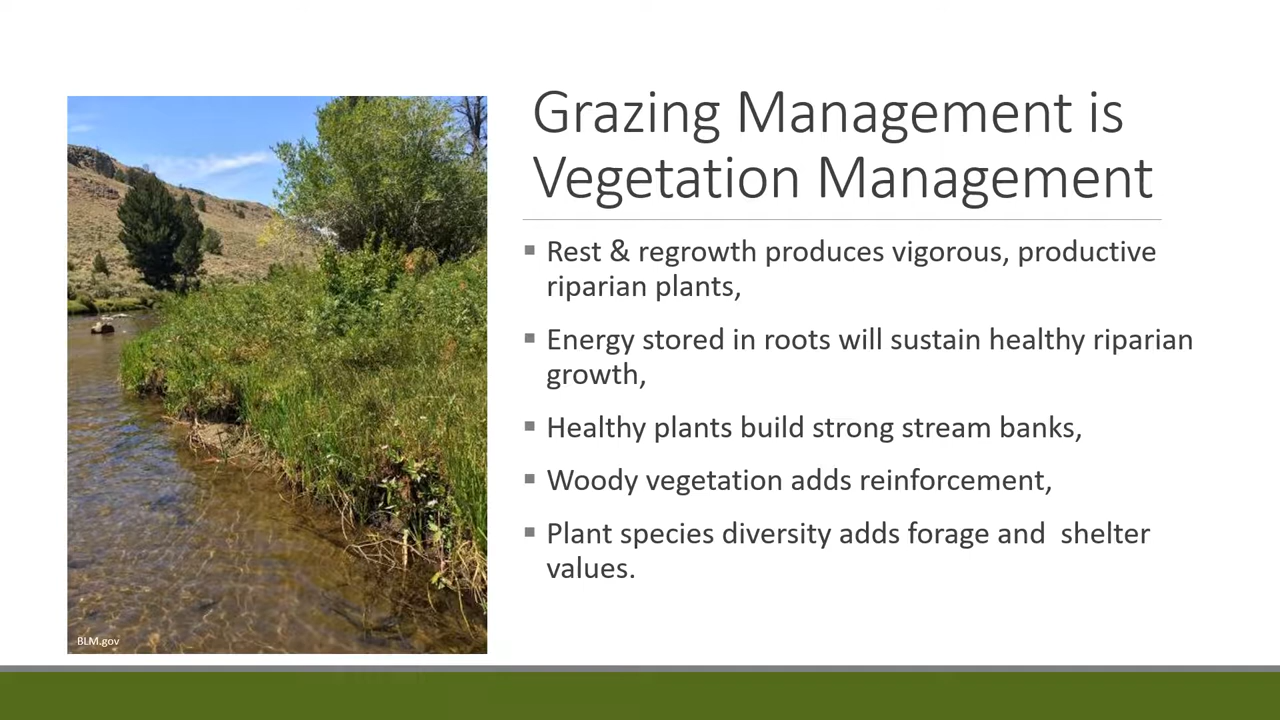 Grazing Management is
Vegetation Management
▪ Rest & regrowth produces vigorous, productive
riparian plants,
▪ Energy stored in roots will sustain healthy riparian
growth,
▪ Healthy plants build strong stream banks,
▪ Woody vegetation adds reinforcement,
▪ Plant species diversity adds forage and  shelter
values.
BLM.gov